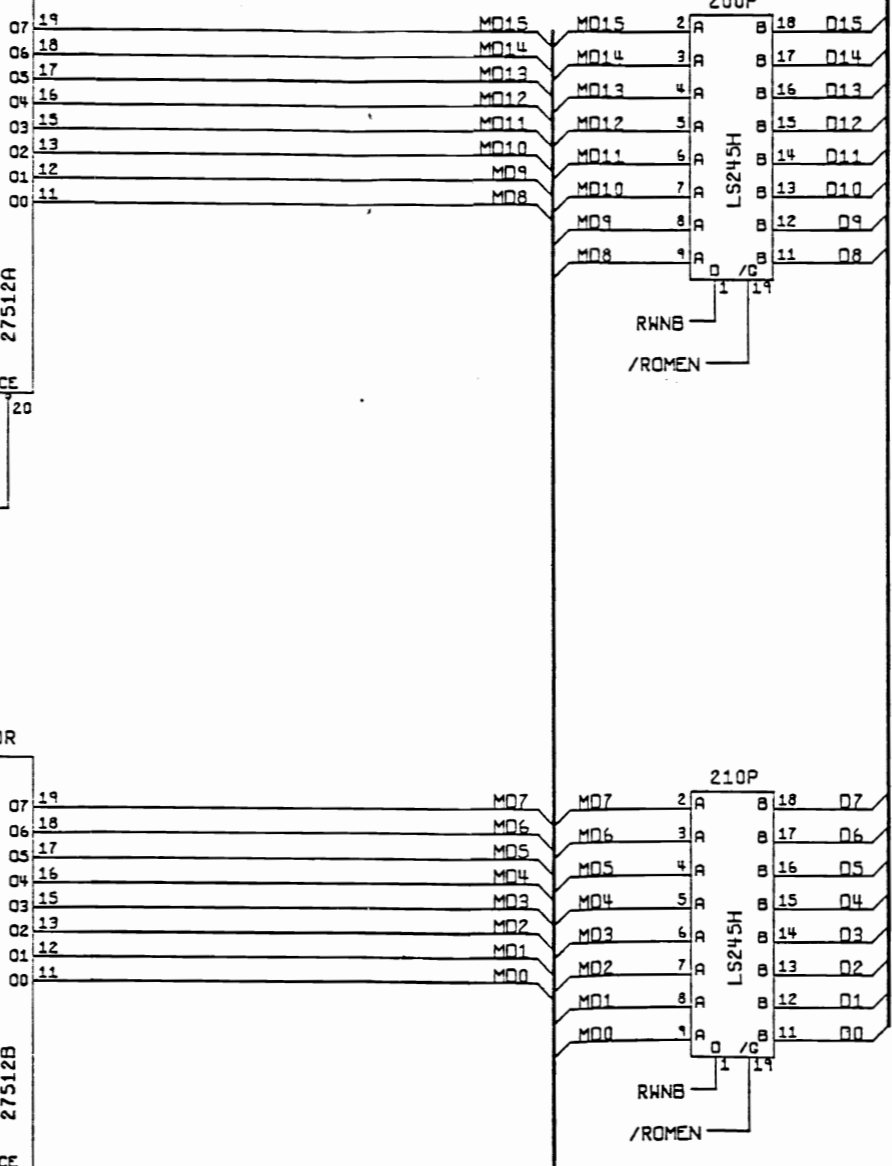 200P
07 19 MD15 MD15 2 A B 18 D15
06 18 MD14 MD14 3 A B 17 D14
05 17 MD13 MD13 4 A B 16 D13
04 16 MD12 MD12 5 A B 15 D12
03 15 MD11 MD11 6 A B 14 D11
02 13 MD10 MD10 7 A B 13 D10
01 12 MD9 MD9 8 A B 12 D9
00 11 MD8 MD8 9 A B 11 D8
LS245H
D /G
1 19
RWNB
/ROMEN
27512A
CE
20
OR
210P
07 19 MD7 MD7 2 A B 18 D7
06 18 MD6 MD6 3 A B 17 D6
05 17 MD5 MD5 4 A B 16 D5
04 16 MD4 MD4 5 A B 15 D4
03 15 MD3 MD3 6 A B 14 D3
02 13 MD2 MD2 7 A B 13 D2
01 12 MD1 MD1 8 A B 12 D1
00 11 MD0 MD0 9 A B 11 D0
LS245H
D /G
1 19
RWNB
/ROMEN
27512B
CE